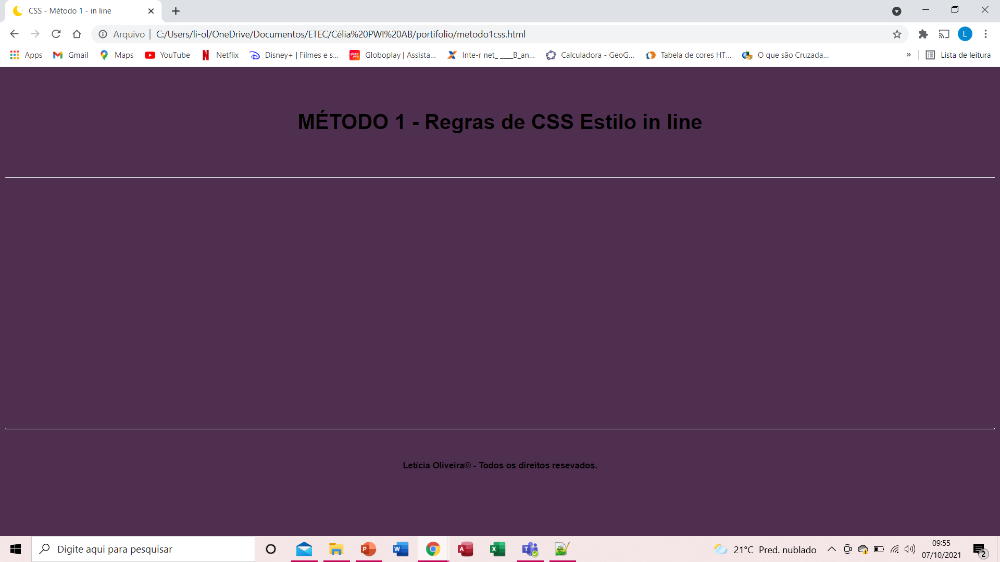 CSS - Método 1 - in line
Arquivo | C:/Users/li-ol/OneDrive/Documentos/ETEC/Célia%20PWI%20AB/portifolio/metodo1css.html
L
Apps Gmail Maps YouTube Netflix Disney+ | Filmes e s... Globoplay | Assista... Inte-r net_ ____B_an... Calculadora - GeoG... Tabela de cores HT... O que são Cruzada... » Lista de leitura
MÉTODO 1 - Regras de CSS Estilo in line
Letícia Oliveira© - Todos os direitos resevados.
Digite aqui para pesquisar
21°C Pred. nublado
09:55
07/10/2021
2